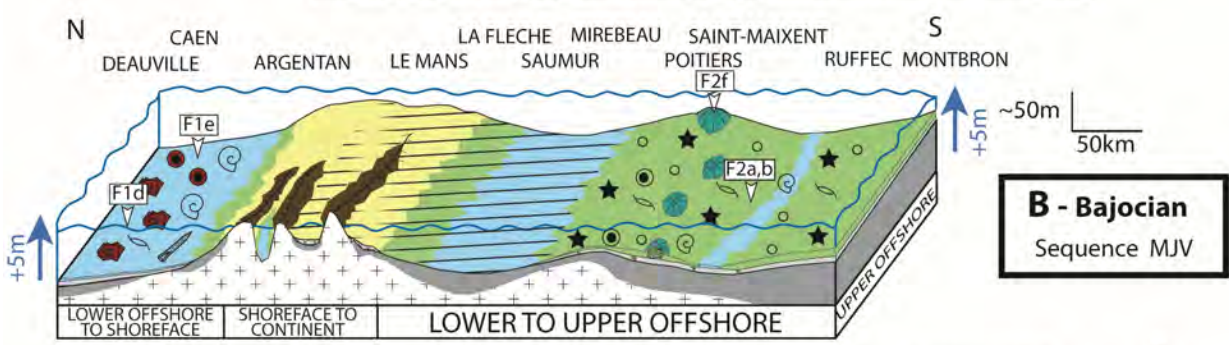 N
S
CAEN
LA FLECHE
MIREBEAU
SAINT-MAIXENT
DEAUVILLE
ARGENTAN
LE MANS
SAUMUR
POITIERS
RUFFEC
MONTBRON
F2f
F1e
F2a,b
F1d
+5m
+5m
~50m
50km
B - Bajocian
Sequence MJV
LOWER OFFSHORE
TO SHOREFACE
SHOREFACE TO
CONTINENT
LOWER TO UPPER OFFSHORE
UPPER OFFSHORE